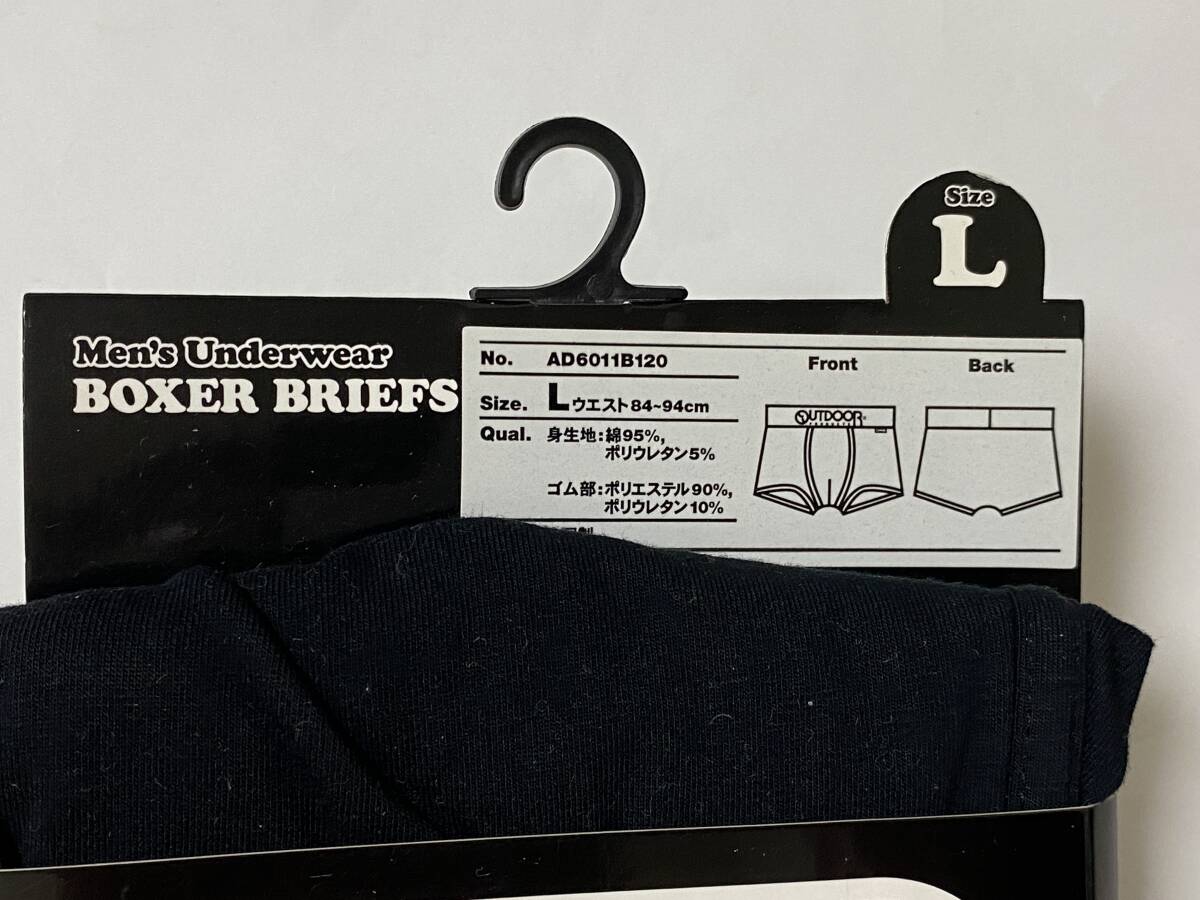 Size
L
Men's Underwear
BOXER BRIEFS
No. AD6011B120
Size. Lウエスト84~94cm
Qual. 身生地:綿95%,
ポリウレタン5%
ゴム部:ポリエステル90%,
ポリウレタン10%
Front
Back
OUTDOOR
PRODUCTS